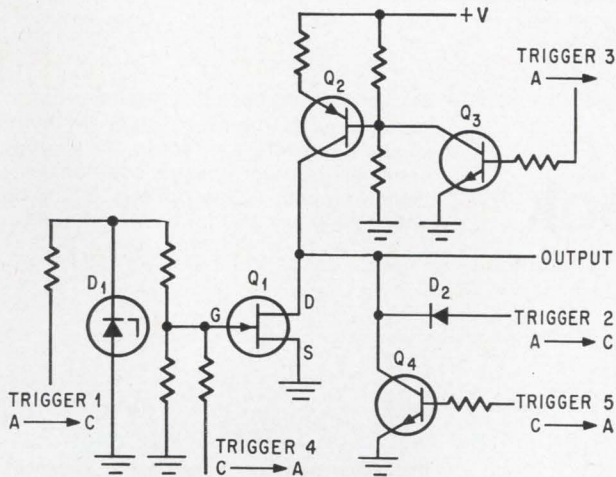 +V
TRIGGER 3
A → 
Q2
Q3
OUTPUT
D1
Q1
D
G
S
D2
TRIGGER 2
A → C
Q4
TRIGGER 1
A → C
TRIGGER 4
C → A
TRIGGER 5
C → A